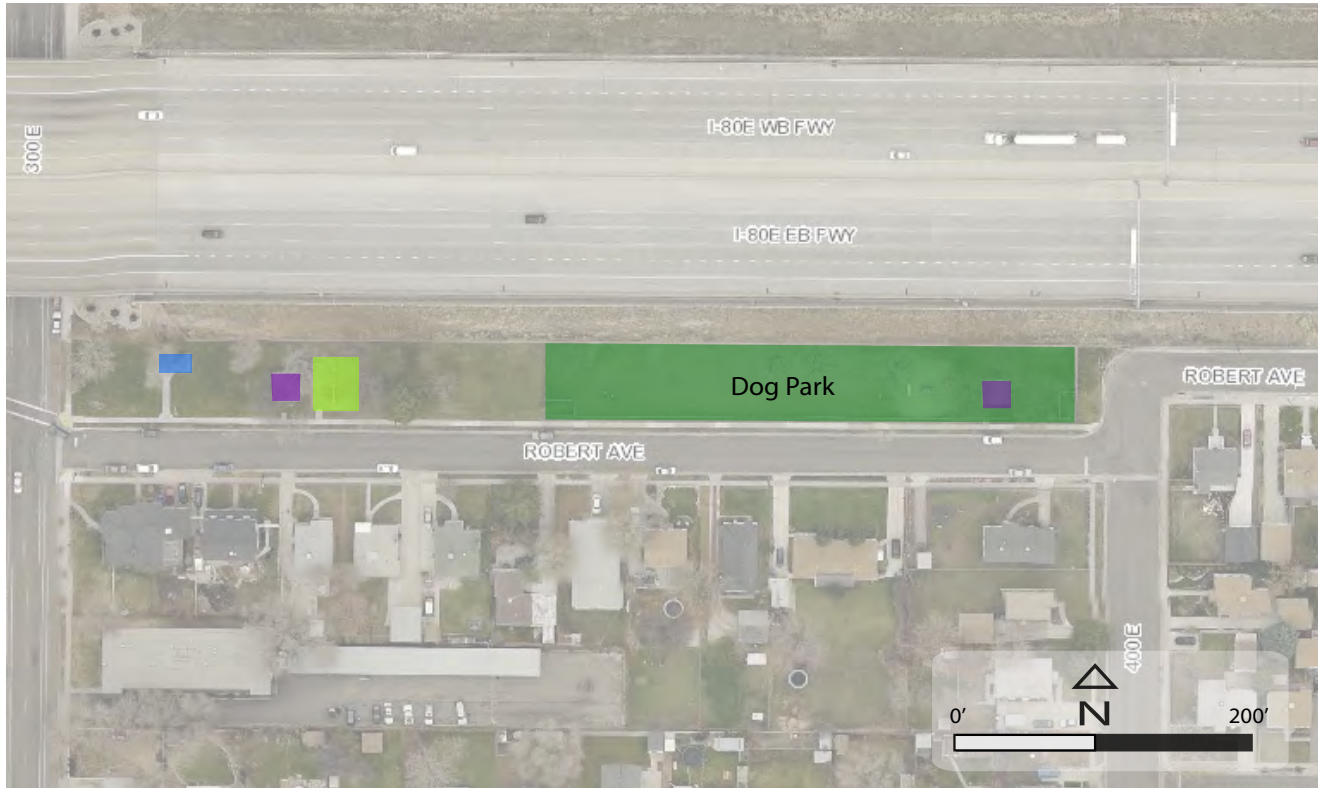 300 E
I-80E WB FWY
I-80E EB FWY
Dog Park
ROBERT AVE
ROBERT AVE
400 E
N
0’ 200’